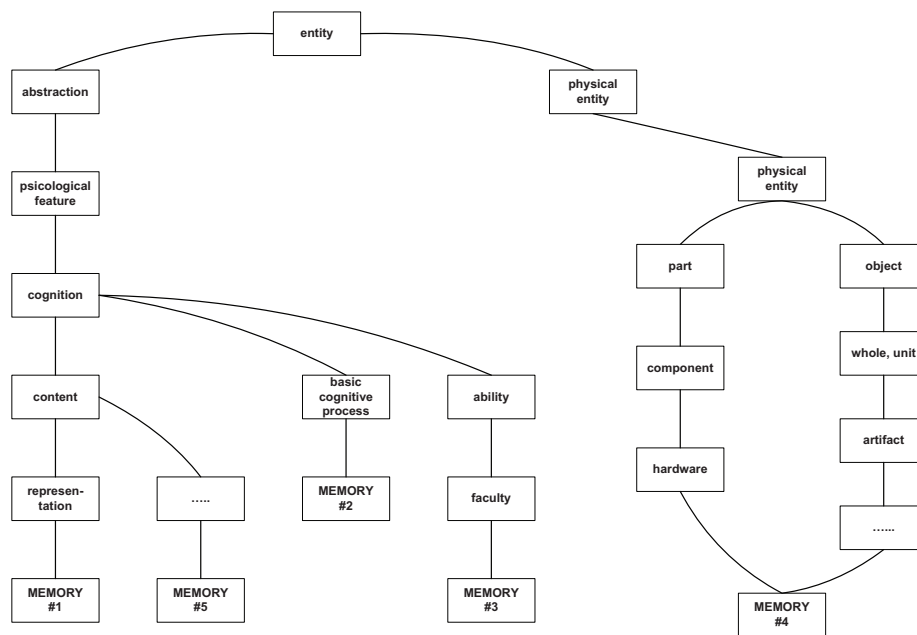 entity
abstraction
physical
entity
physical
entity
psicological
feature
part
object
cognition
component
whole, unit
content
basic
cognitive
process
ability
artifact
hardware
represen-
tation
…..
MEMORY
#2
faculty
…...
MEMORY
#1
MEMORY
#5
MEMORY
#3
MEMORY
#4